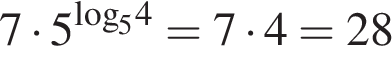 7 · 5^{log_5 4} = 7 · 4 = 28